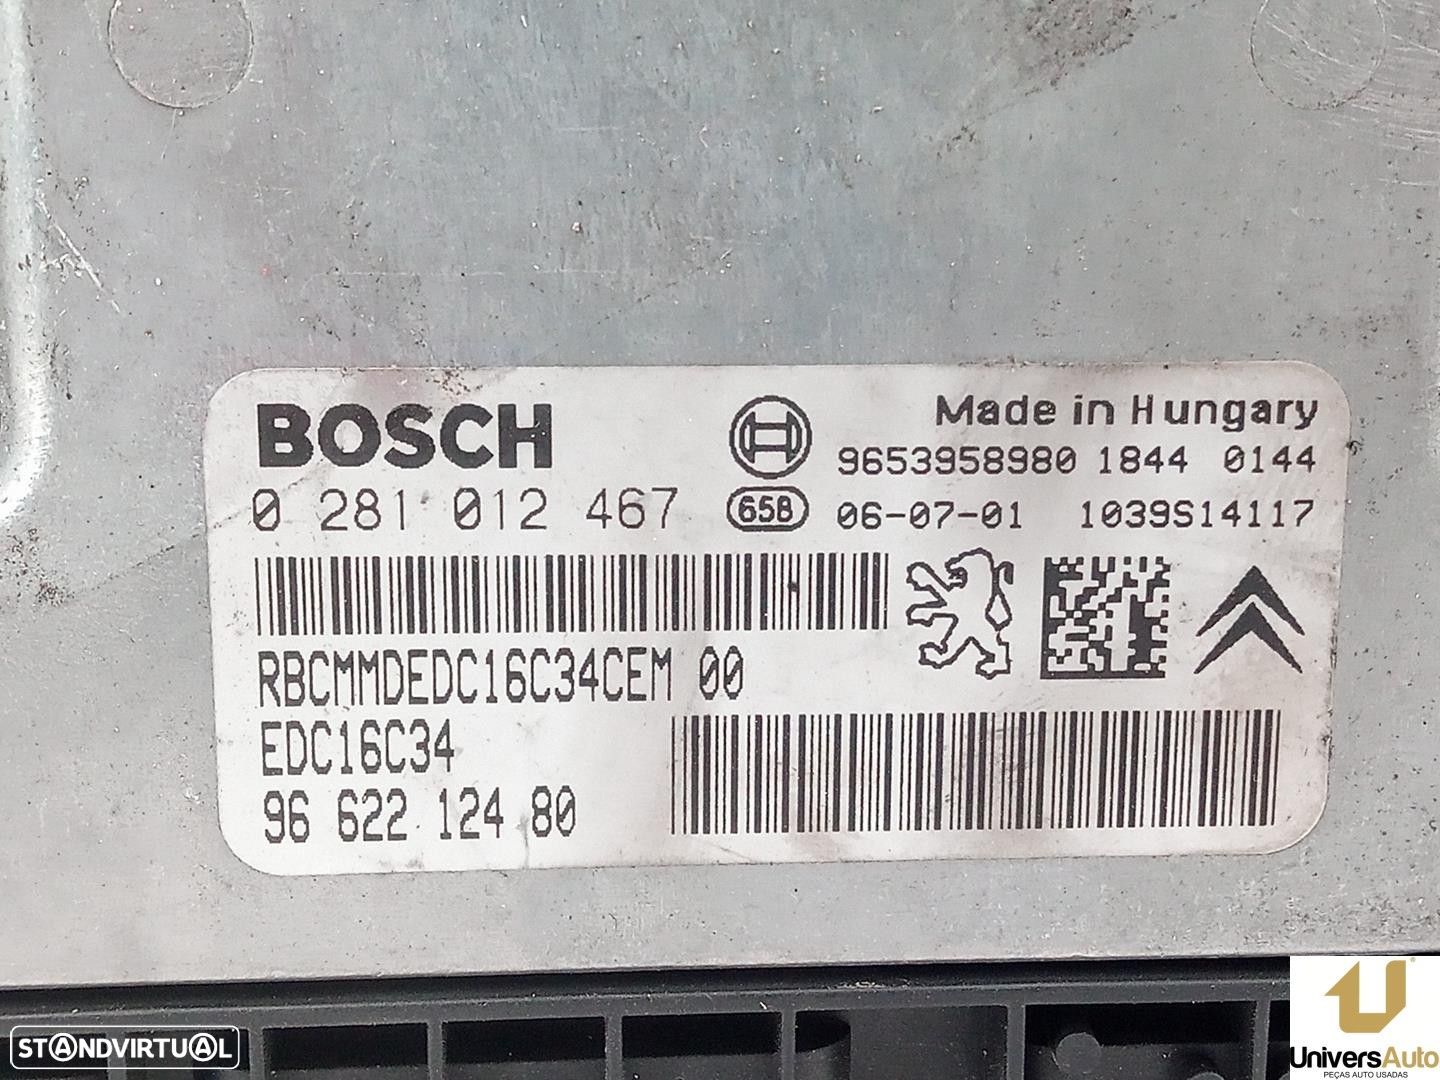 BOSCH
Made in Hungary
9653958980 1844 0144
0 281 012 467
658
06-07-01 1039S14117
RBCMMDEDC16C34CEM 00
EDC16C34
96 622 124 80
STANDVIRTUAL
UniversAuto
PEÇAS AUTO USADAS